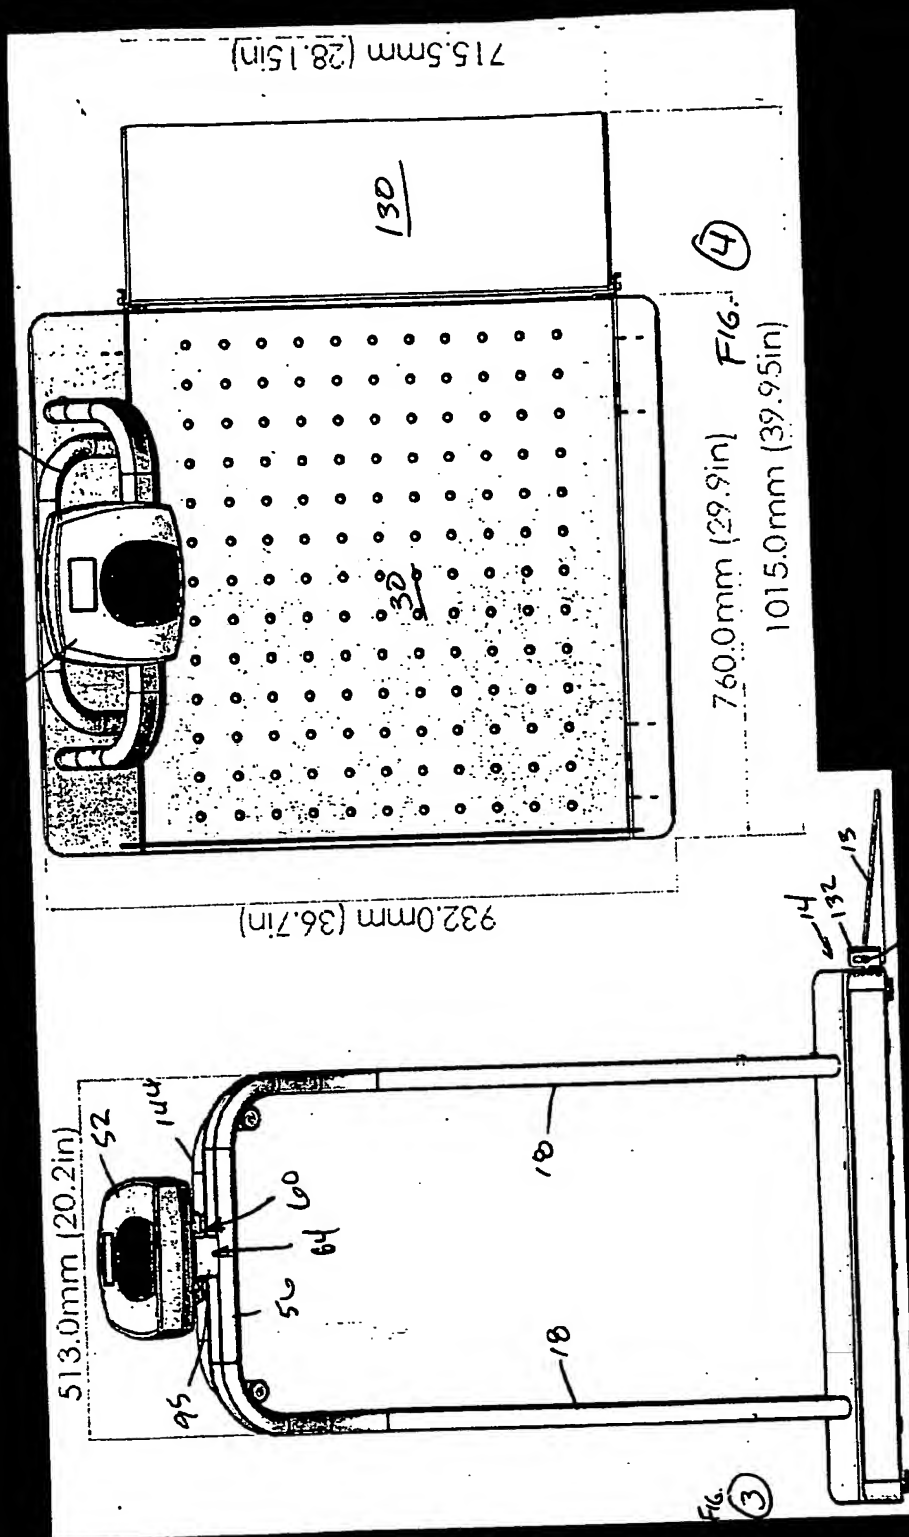 715.5mm (28.15in)
130
30
FIG. 4
760.0mm (29.9in)
1015.0mm (39.95in)
932.0mm (36.7in)
513.0mm (20.2in)
52
144
60
64
56
95
18
18
14
132
13
FIG. 3